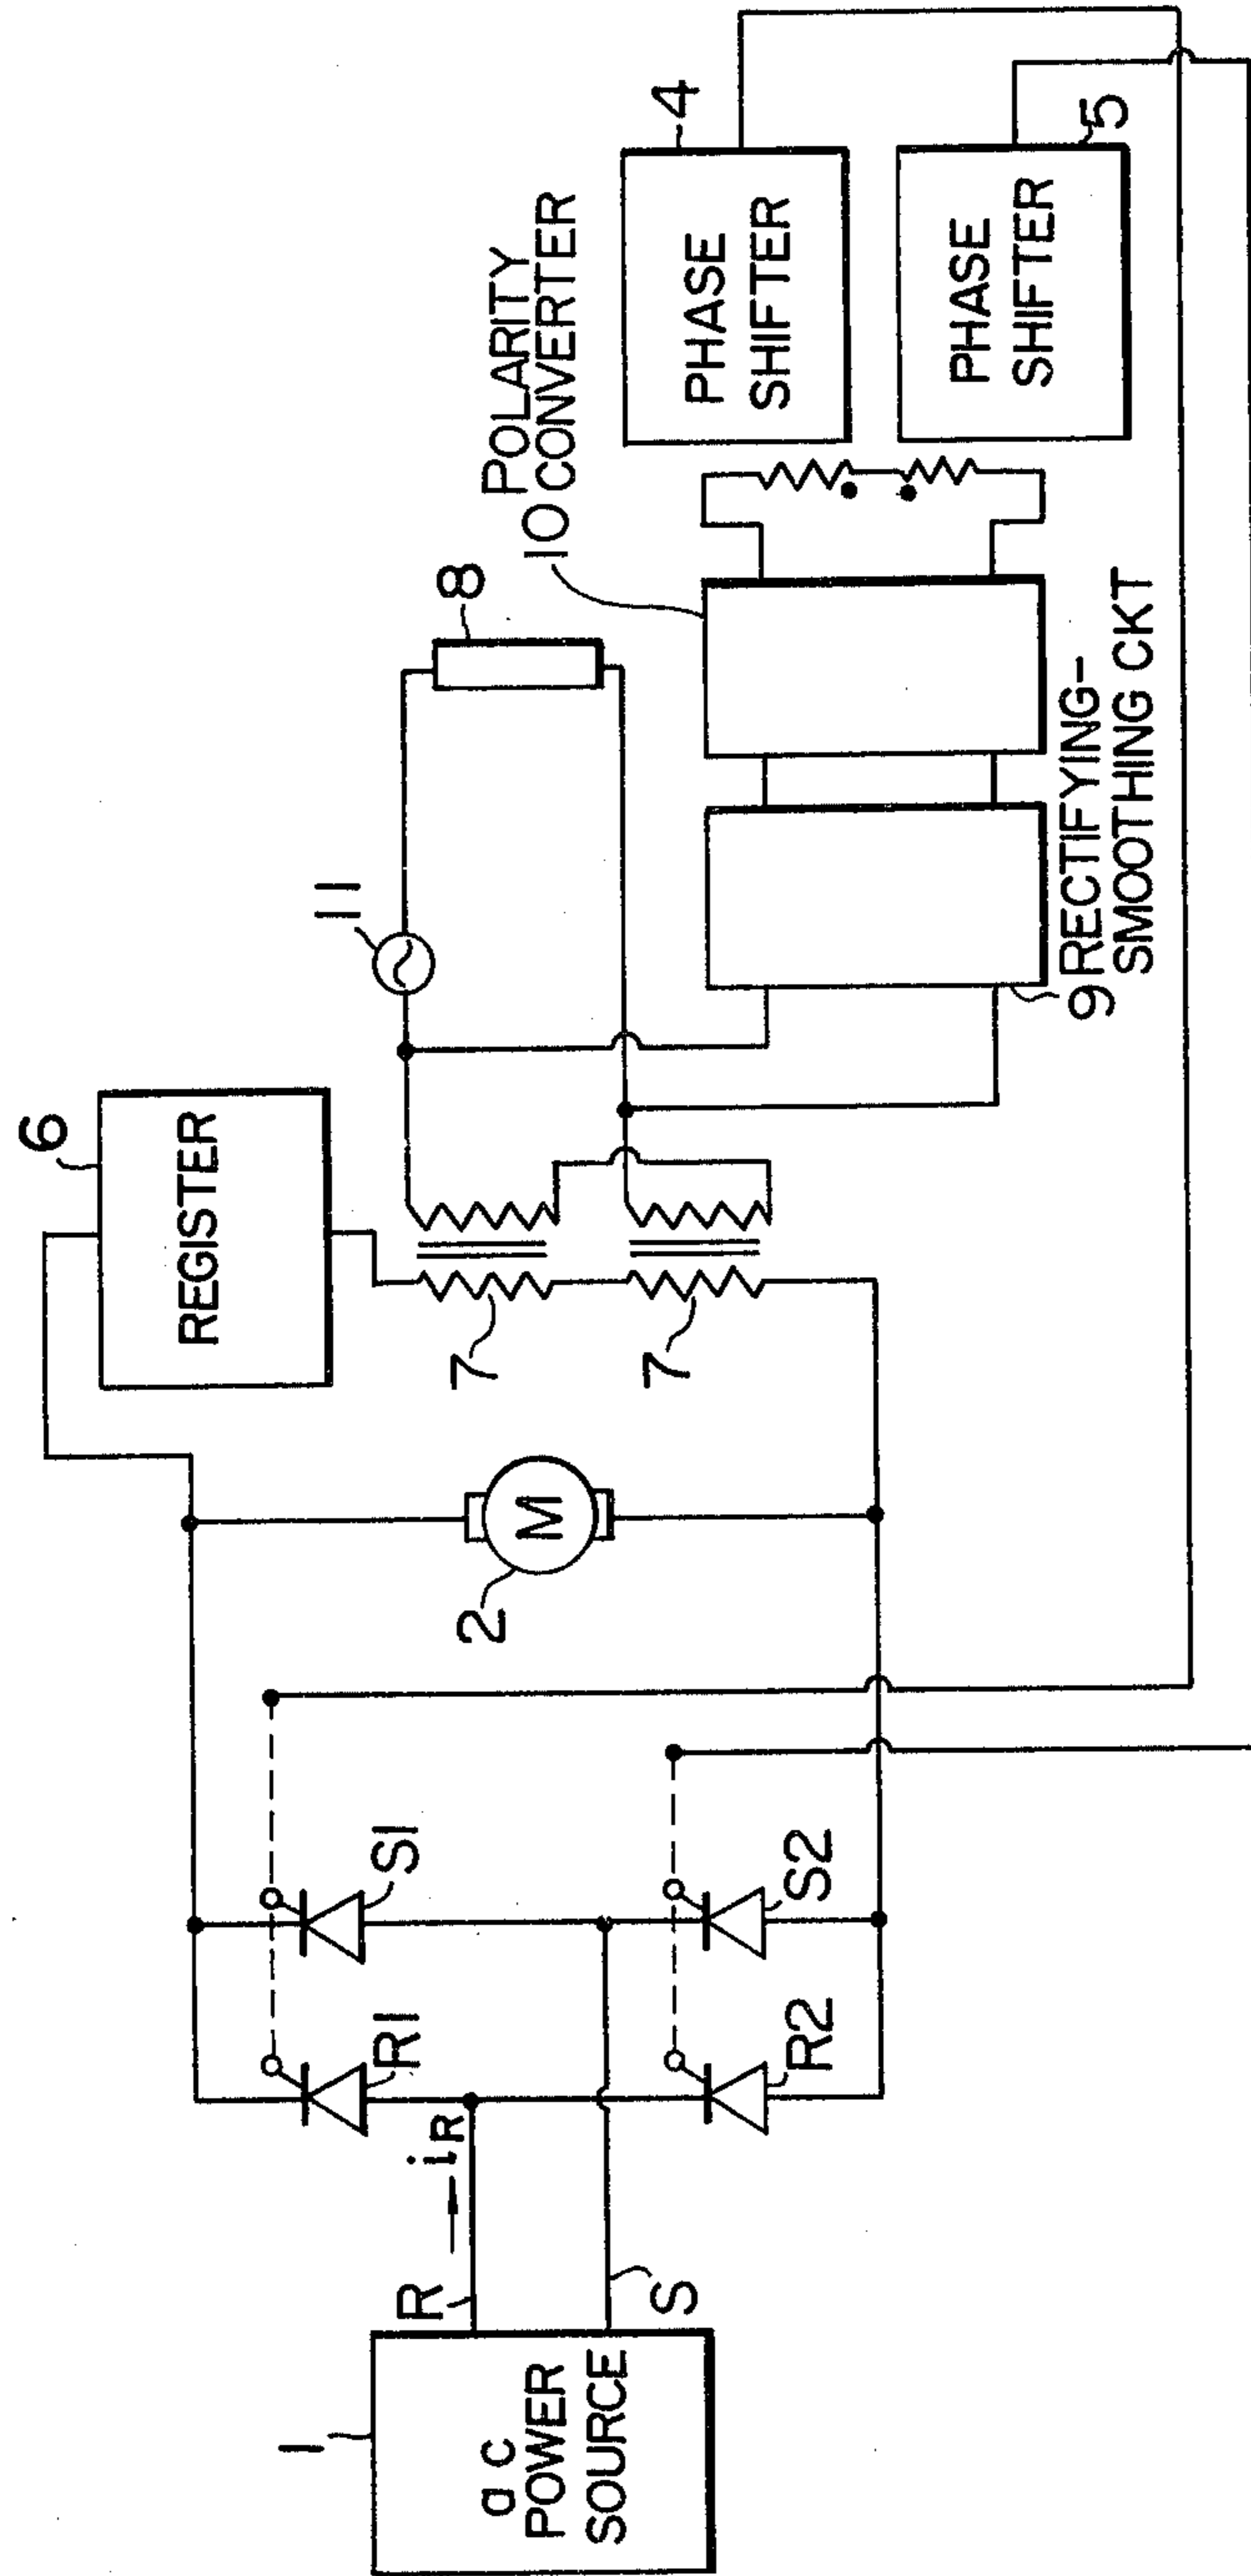 1
a c
POWER
SOURCE
R
S
iR
R1
S1
R2
S2
2
M
6
REGISTER
7
7
11
8
10 POLARITY
CONVERTER
9 RECTIFYING-
SMOOTHING CKT
PHASE
SHIFTER
4
PHASE
SHIFTER
5